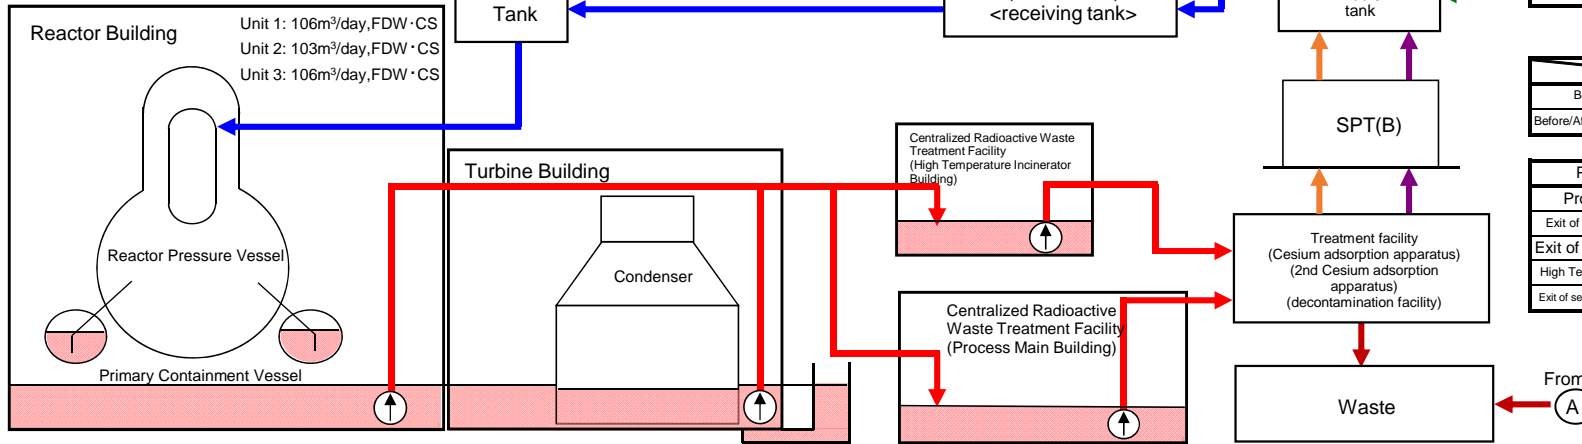 Reactor Building
Unit 1: 106m³/day,FDW・CS
Unit 2: 103m³/day,FDW・CS
Unit 3: 106m³/day,FDW・CS
Tank
<receiving tank>
tank
SPT(B)
B
Before/Af
Centralized Radioactive Waste
Treatment Facility
(High Temperature Incinerator
Building)
Turbine Building
Reactor Pressure Vessel
Condenser
Primary Containment Vessel
Centralized Radioactive
Waste Treatment Facility
(Process Main Building)
Treatment facility
(Cesium adsorption apparatus)
(2nd Cesium adsorption
apparatus)
(decontamination facility)
Pro
Exit of
Exit of
High Te
Exit of se
Waste
From
A